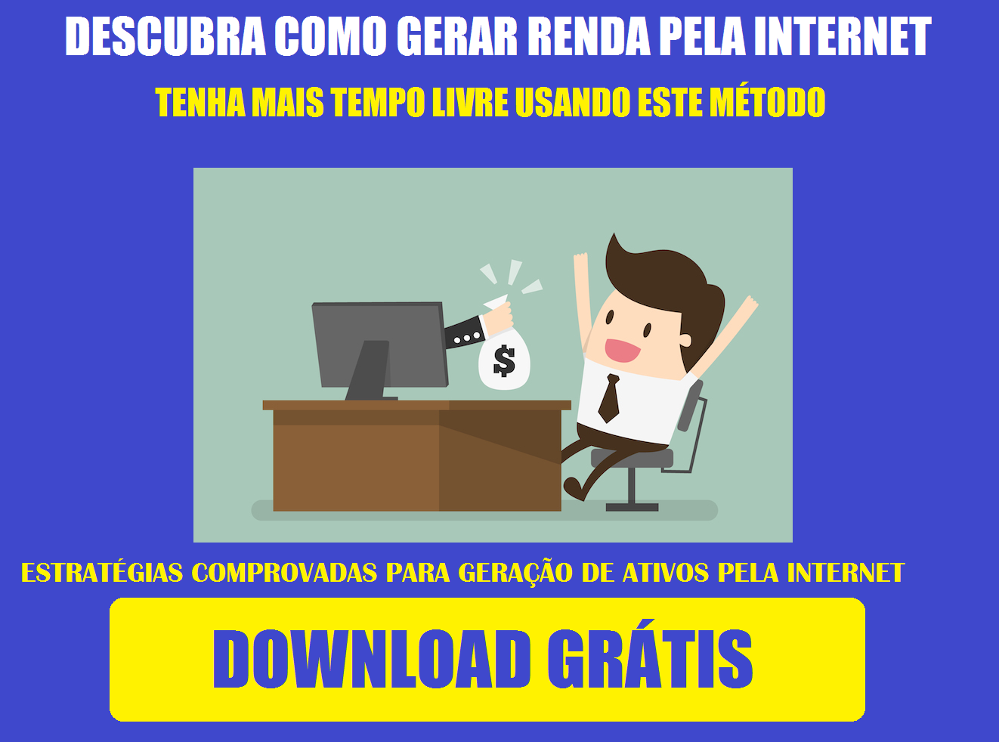 DESCUBRA COMO GERAR RENDA PELA INTERNET
TENHA MAIS TEMPO LIVRE USANDO ESTE MÉTODO
$
ESTRATÉGIAS COMPROVADAS PARA GERAÇÃO DE ATIVOS PELA INTERNET
DOWNLOAD GRÁTIS